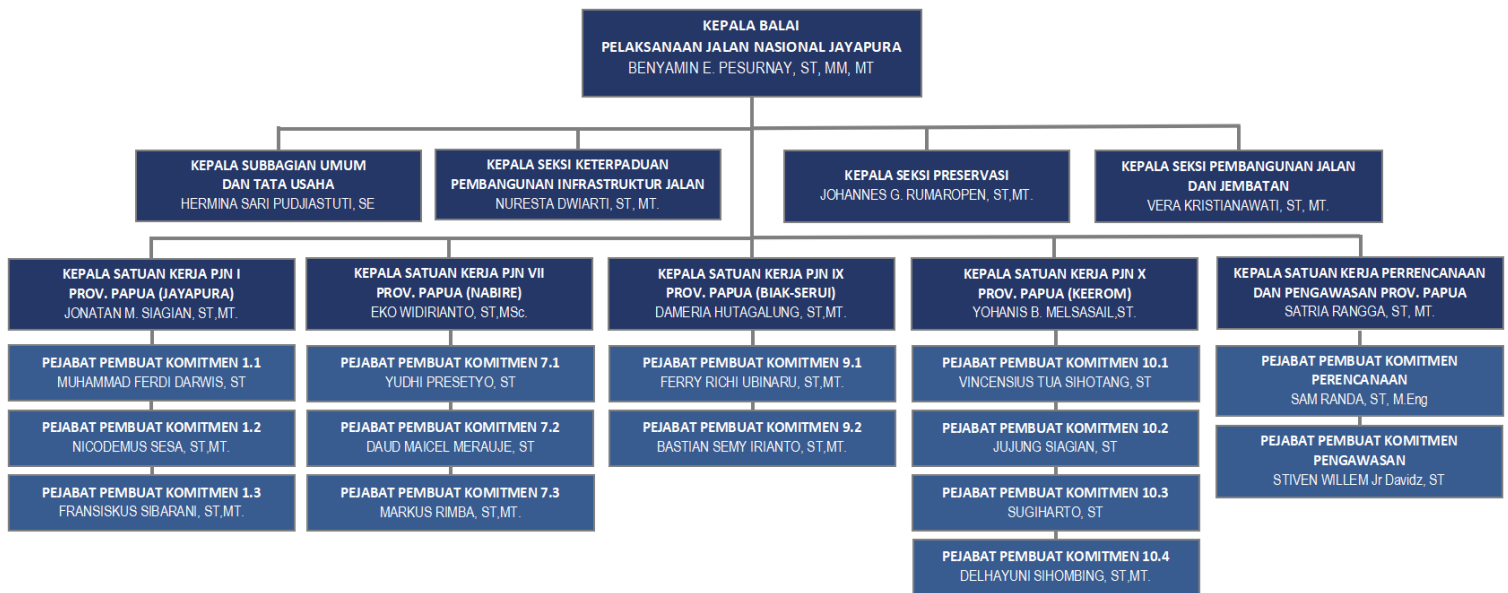 KEPALA BALAI
PELAKSANAAN JALAN NASIONAL JAYAPURA
BENYAMIN E. PESURNAY, ST, MM, MT
KEPALA SUBBAGIAN UMUM
DAN TATA USAHA
HERMINA SARI PUDJIASTUTI, SE
KEPALA SEKSI KETERPADUAN
PEMBANGUNAN INFRASTRUKTUR JALAN
NURESTA DWIARTI, ST, MT.
KEPALA SEKSI PRESERVASI
JOHANNES G. RUMAROPEN, ST,MT.
KEPALA SEKSI PEMBANGUNAN JALAN
DAN JEMBATAN
VERA KRISTIANAWATI, ST, MT.
KEPALA SATUAN KERJA PJN I
PROV. PAPUA (JAYAPURA)
JONATAN M. SIAGIAN, ST,MT.
PEJABAT PEMBUAT KOMITMEN 1.1
MUHAMMAD FERDI DARWIS, ST
PEJABAT PEMBUAT KOMITMEN 1.2
NICODEMUS SESA, ST,MT.
PEJABAT PEMBUAT KOMITMEN 1.3
FRANSISKUS SIBARANI, ST,MT.
KEPALA SATUAN KERJA PJN VII
PROV. PAPUA (NABIRE)
EKO WIDIRIANTO, ST,MSc.
PEJABAT PEMBUAT KOMITMEN 7.1
YUDHI PRESETYO, ST
PEJABAT PEMBUAT KOMITMEN 7.2
DAUD MAICEL MERAUJE, ST
PEJABAT PEMBUAT KOMITMEN 7.3
MARKUS RIMBA, ST,MT.
KEPALA SATUAN KERJA PJN IX
PROV. PAPUA (BIAK-SERUI)
DAMERIA HUTAGALUNG, ST,MT.
PEJABAT PEMBUAT KOMITMEN 9.1
FERRY RICHI UBINARU, ST,MT.
PEJABAT PEMBUAT KOMITMEN 9.2
BASTIAN SEMY IRIANTO, ST,MT.
KEPALA SATUAN KERJA PJN X
PROV. PAPUA (KEEROM)
YOHANIS B. MELSASAIL,ST.
PEJABAT PEMBUAT KOMITMEN 10.1
VINCENSIUS TUA SIHOTANG, ST
PEJABAT PEMBUAT KOMITMEN 10.2
JUJUNG SIAGIAN, ST
PEJABAT PEMBUAT KOMITMEN 10.3
SUGIHARTO, ST
PEJABAT PEMBUAT KOMITMEN 10.4
DELHAYUNI SIHOMBING, ST,MT.
KEPALA SATUAN KERJA PERRENCANAAN
DAN PENGAWASAN PROV. PAPUA
SATRIA RANGGA, ST, MT.
PEJABAT PEMBUAT KOMITMEN
PERENCANAAN
SAM RANDA, ST, M.Eng
PEJABAT PEMBUAT KOMITMEN
PENGAWASAN
STIVEN WILLEM Jr Davidz, ST